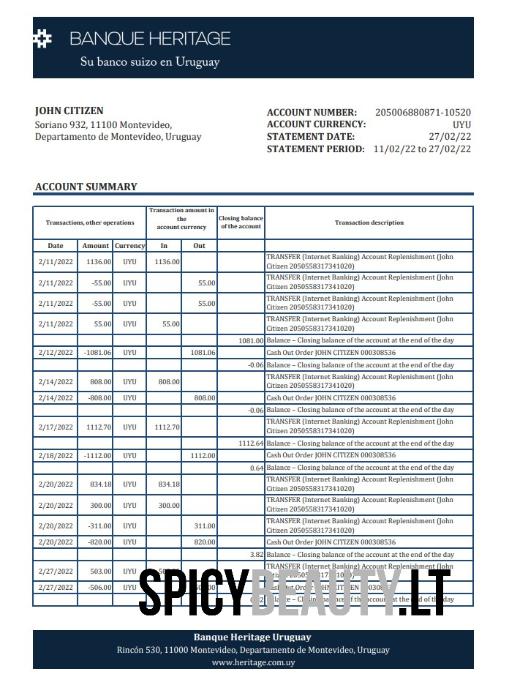 BANQUE HERITAGE
Su banco suizo en Uruguay
JOHN CITIZEN
Soriano 932, 11100 Montevideo,
Departamento de Montevideo, Uruguay
ACCOUNT NUMBER: 205006880871-10520
ACCOUNT CURRENCY: UYU
STATEMENT DATE: 27/02/22
STATEMENT PERIOD: 11/02/22 to 27/02/22
ACCOUNT SUMMARY
Transactions, other operations
Transaction amount in
the
account currency
Closing balance
of the account
Transaction description
Date Amount Currency In Out
2/11/2022 1136.00 UYU 1136.00 TRANSFER (Internet Banking) Account Replenishment (John
Citizen 2050558317341020)
2/11/2022 -55.00 UYU 55.00 TRANSFER (Internet Banking) Account Replenishment (John
Citizen 2050558317341020)
2/11/2022 -55.00 UYU 55.00 TRANSFER (Internet Banking) Account Replenishment (John
Citizen 2050558317341020)
2/11/2022 55.00 UYU 55.00 TRANSFER (Internet Banking) Account Replenishment (John
Citizen 2050558317341020)
1081.00 Balance – Closing balance of the account at the end of the day
2/12/2022 -1081.06 UYU 1081.06 Cash Out Order JOHN CITIZEN 000308536
-0.06 Balance – Closing balance of the account at the end of the day
2/14/2022 808.00 UYU 808.00 TRANSFER (Internet Banking) Account Replenishment (John
Citizen 2050558317341020)
2/14/2022 -808.00 UYU 808.00 Cash Out Order JOHN CITIZEN 000308536
-0.06 Balance – Closing balance of the account at the end of the day
2/17/2022 1112.70 UYU 1112.70 TRANSFER (Internet Banking) Account Replenishment (John
Citizen 2050558317341020)
1112.64 Balance – Closing balance of the account at the end of the day
2/18/2022 -1112.00 UYU 1112.00 Cash Out Order JOHN CITIZEN 000308536
0.64 Balance – Closing balance of the account at the end of the day
2/20/2022 834.18 UYU 834.18 TRANSFER (Internet Banking) Account Replenishment (John
Citizen 2050558317341020)
2/20/2022 300.00 UYU 300.00 TRANSFER (Internet Banking) Account Replenishment (John
Citizen 2050558317341020)
2/20/2022 -311.00 UYU 311.00 TRANSFER (Internet Banking) Account Replenishment (John
Citizen 2050558317341020)
2/20/2022 -820.00 UYU 820.00 Cash Out Order JOHN CITIZEN 000308536
3.82 Balance – Closing balance of the account at the end of the day
2/27/2022 503.00 UYU TRANSFER (Internet Banking) Account Replenishment (John
2/27/2022 -506.00 UYU
of the account at the end of the day
SPICYBEAUTY.LT
Banque Heritage Uruguay
Rincón 530, 11000 Montevideo, Departamento de Montevideo, Uruguay
www.heritage.com.uy